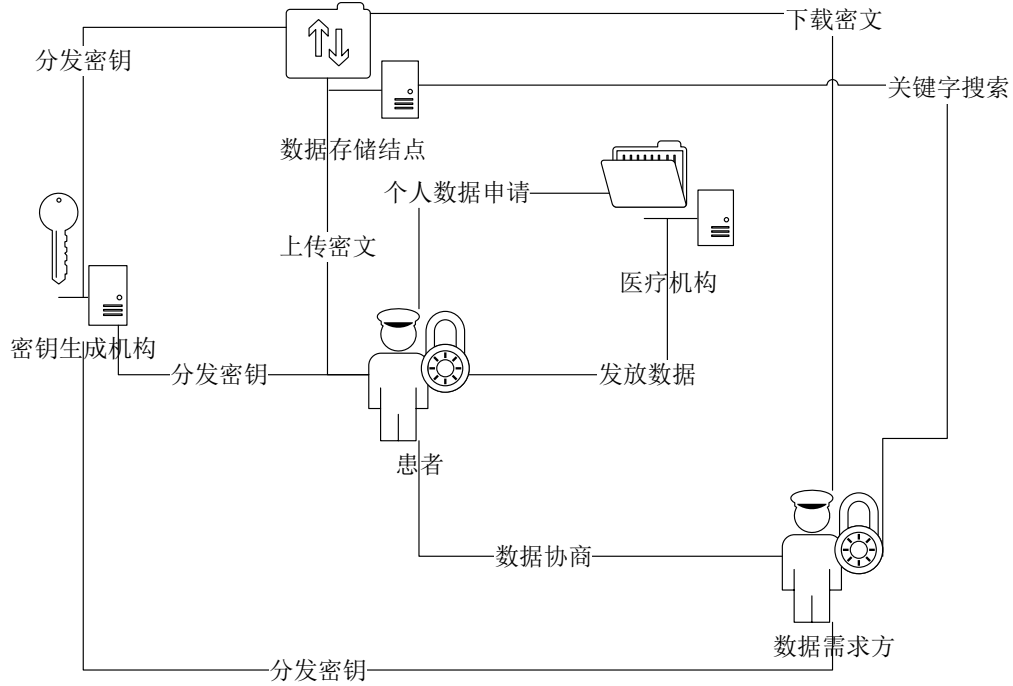 下载密文
分发密钥
关键字搜索
数据存储结点
个人数据申请
上传密文
医疗机构
密钥生成机构
分发密钥
发放数据
患者
数据协商
数据需求方
分发密钥